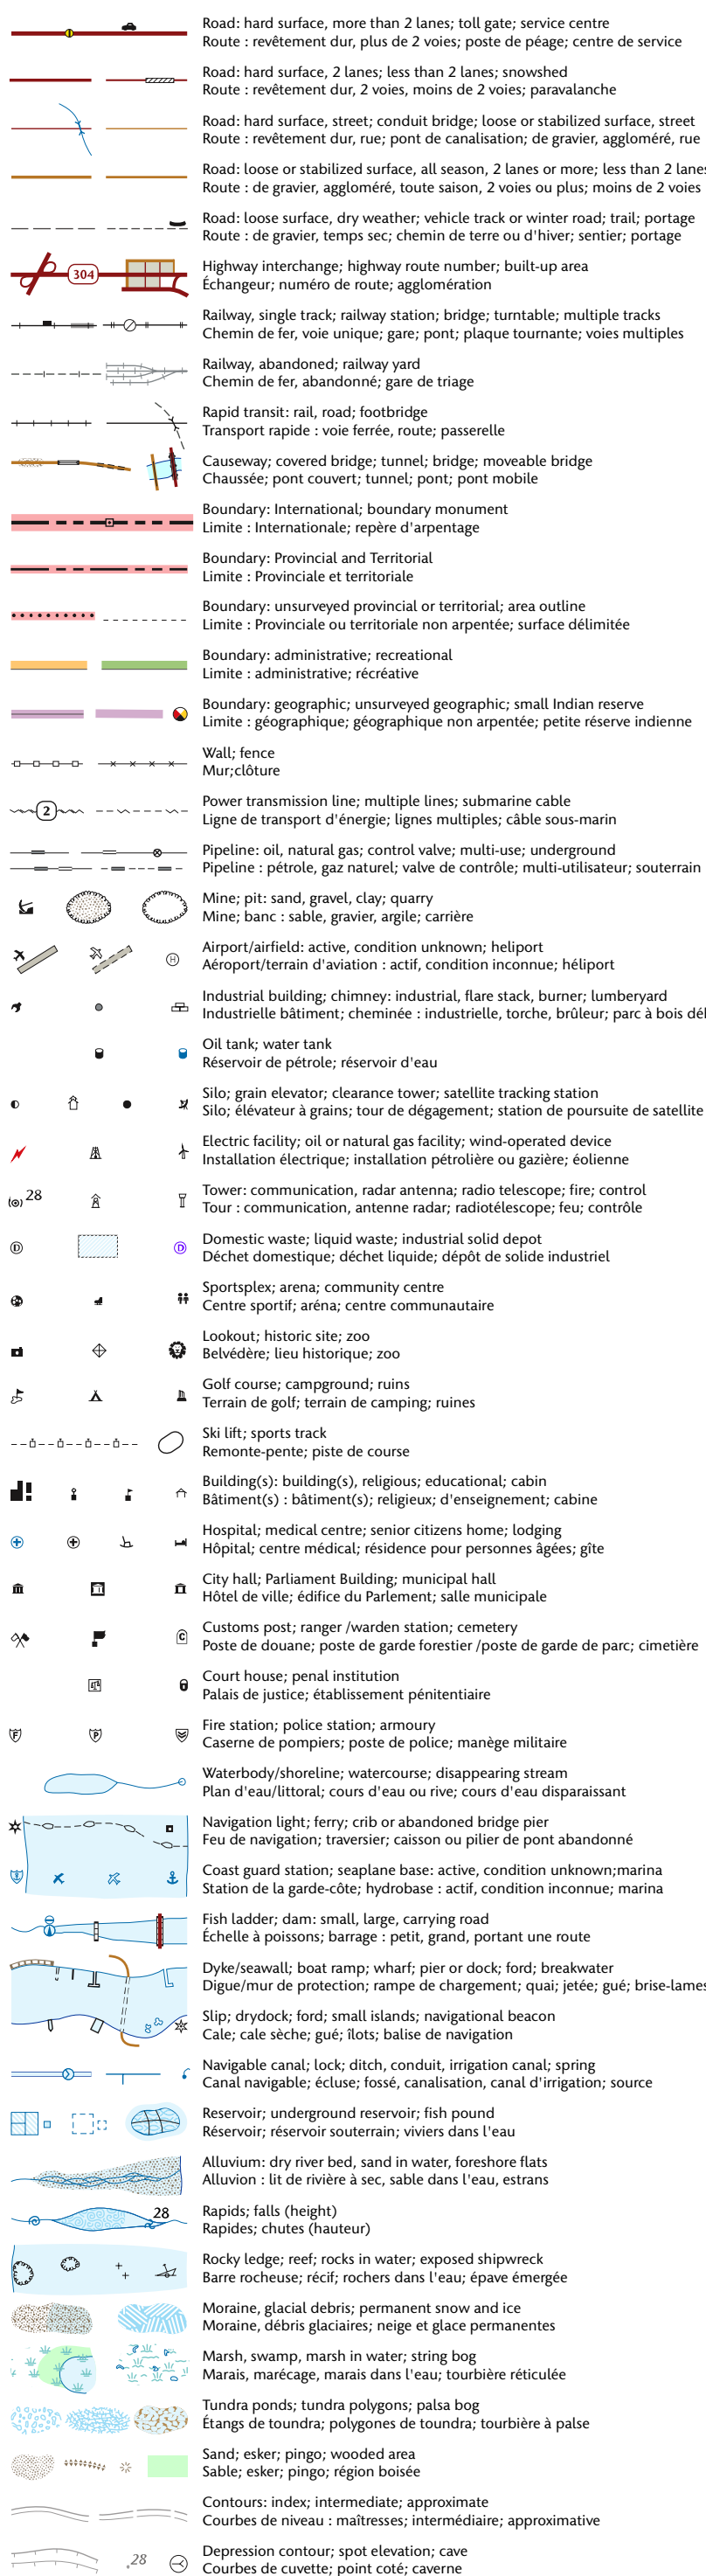 Road: hard surface, more than 2 lanes; toll gate; service centre
Route : revêtement dur, plus de 2 voies; poste de péage; centre de service
Road: hard surface, 2 lanes; less than 2 lanes; snowshed
Route : revêtement dur, 2 voies, moins de 2 voies; paravalanche
Road: hard surface, street; conduit bridge; loose or stabilized surface, street
Route : revêtement dur, rue; pont de canalisation; de gravier, aggloméré, rue
Road: loose or stabilized surface, all season, 2 lanes or more; less than 2 lanes
Route : de gravier, aggloméré, toute saison, 2 voies ou plus; moins de 2 voies
Road: loose surface, dry weather; vehicle track or winter road; trail; portage
Route : de gravier, temps sec; chemin de terre ou d'hiver; sentier; portage
304
Highway interchange; highway route number; built-up area
Échangeur; numéro de route; agglomération
Railway, single track; railway station; bridge; turntable; multiple tracks
Chemin de fer, voie unique; gare; pont; plaque tournante; voies multiples
Railway, abandoned; railway yard
Chemin de fer, abandonné; gare de triage
Rapid transit: rail, road; footbridge
Transport rapide : voie ferrée, route; passerelle
Causeway; covered bridge; tunnel; bridge; moveable bridge
Chaussée; pont couvert; tunnel; pont; pont mobile
Boundary: International; boundary monument
Limite : Internationale; repère d'arpentage
Boundary: Provincial and Territorial
Limite : Provinciale et territoriale
Boundary: unsurveyed provincial or territorial; area outline
Limite : Provinciale ou territoriale non arpentée; surface délimitée
Boundary: administrative; recreational
Limite : administrative; récréative
Boundary: geographic; unsurveyed geographic; small Indian reserve
Limite : géographique; géographique non arpentée; petite réserve indienne
Wall; fence
Mur;clôture
2
Power transmission line; multiple lines; submarine cable
Ligne de transport d'énergie; lignes multiples; câble sous-marin
Pipeline: oil, natural gas; control valve; multi-use; underground
Pipeline : pétrole, gaz naturel; valve de contrôle; multi-utilisateur; souterrain
Mine; pit: sand, gravel, clay; quarry
Mine; banc : sable, gravier, argile; carrière
H
Airport/airfield: active, condition unknown; heliport
Aéroport/terrain d'aviation : actif, condition inconnue; héliport
Industrial building; chimney: industrial, flare stack, burner; lumberyard
Industrielle bâtiment; cheminée : industrielle, torche, brûleur; parc à bois dél
Oil tank; water tank
Réservoir de pétrole; réservoir d'eau
Silo; grain elevator; clearance tower; satellite tracking station
Silo; élévateur à grains; tour de dégagement; station de poursuite de satellite
Electric facility; oil or natural gas facility; wind-operated device
Installation électrique; installation pétrolière ou gazière; éolienne
28
Tower: communication, radar antenna; radio telescope; fire; control
Tour : communication, antenne radar; radiotélescope; feu; contrôle
D D
Domestic waste; liquid waste; industrial solid depot
Déchet domestique; déchet liquide; dépôt de solide industriel
Sportsplex; arena; community centre
Centre sportif; aréna; centre communautaire
Lookout; historic site; zoo
Belvédère; lieu historique; zoo
Golf course; campground; ruins
Terrain de golf; terrain de camping; ruines
Ski lift; sports track
Remonte-pente; piste de course
Building(s): building(s), religious; educational; cabin
Bâtiment(s) : bâtiment(s); religieux; d'enseignement; cabine
Hospital; medical centre; senior citizens home; lodging
Hôpital; centre médical; résidence pour personnes âgées; gîte
City hall; Parliament Building; municipal hall
Hôtel de ville; édifice du Parlement; salle municipale
C
Customs post; ranger /warden station; cemetery
Poste de douane; poste de garde forestier /poste de garde de parc; cimetière
Court house; penal institution
Palais de justice; établissement pénitentiaire
F P
Fire station; police station; armoury
Caserne de pompiers; poste de police; manège militaire
Waterbody/shoreline; watercourse; disappearing stream
Plan d'eau/littoral; cours d'eau ou rive; cours d'eau disparaissant
Navigation light; ferry; crib or abandoned bridge pier
Feu de navigation; traversier; caisson ou pilier de pont abandonné
Coast guard station; seaplane base: active, condition unknown;marina
Station de la garde-côte; hydrobase : actif, condition inconnue; marina
Fish ladder; dam: small, large, carrying road
Échelle à poissons; barrage : petit, grand, portant une route
Dyke/seawall; boat ramp; wharf; pier or dock; ford; breakwater
Digue/mur de protection; rampe de chargement; quai; jetée; gué; brise-lames
Slip; drydock; ford; small islands; navigational beacon
Cale; cale sèche; gué; îlots; balise de navigation
Navigable canal; lock; ditch, conduit, irrigation canal; spring
Canal navigable; écluse; fossé, canalisation, canal d'irrigation; source
Reservoir; underground reservoir; fish pound
Réservoir; réservoir souterrain; viviers dans l'eau
Alluvium: dry river bed, sand in water, foreshore flats
Alluvion : lit de rivière à sec, sable dans l'eau, estrans
28
Rapids; falls (height)
Rapides; chutes (hauteur)
Rocky ledge; reef; rocks in water; exposed shipwreck
Barre rocheuse; récif; rochers dans l'eau; épave émergée
Moraine, glacial debris; permanent snow and ice
Moraine, débris glaciaires; neige et glace permanentes
Marsh, swamp, marsh in water; string bog
Marais, marécage, marais dans l'eau; tourbière réticulée
Tundra ponds; tundra polygons; palsa bog
Étangs de toundra; polygones de toundra; tourbière à palse
Sand; esker; pingo; wooded area
Sable; esker; pingo; région boisée
Contours: index; intermediate; approximate
Courbes de niveau : maîtresses; intermédiaire; approximative
.28
Depression contour; spot elevation; cave
Courbes de cuvette; point coté; caverne